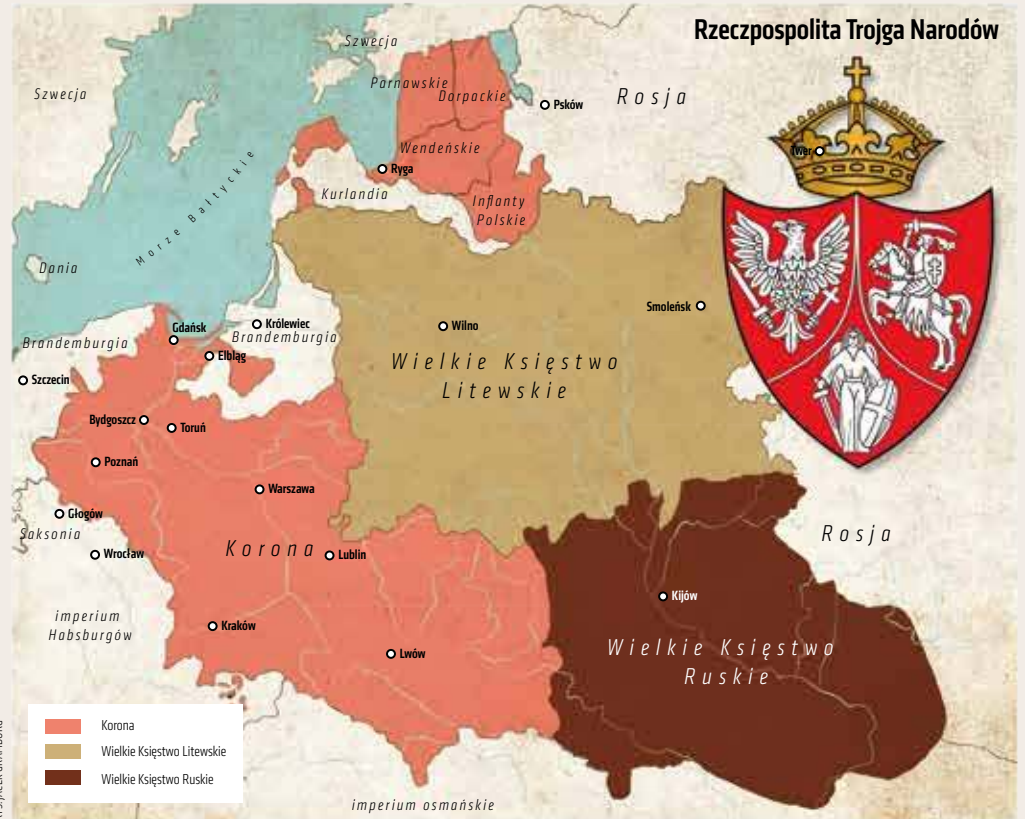 Rzeczpospolita Trojga Narodów
Szwecja
Szwecja
Parnawskie
Dorpackie
Psków
Rosja
Wendeńskie
Twer
Ryga
Kurlandia
Inflanty
Polskie
Morze Bałtyckie
Dania
Smoleńsk
Wilno
Królewiec
Brandemburgia
Gdańsk
Brandemburgia
Elbląg
Wielkie Księstwo
Litewskie
Szczecin
Bydgoszcz
Toruń
Poznań
Warszawa
Głogów
Saksonia
Rosja
Wrocław
Korona
Lublin
Kijów
imperium
Habsburgów
Kraków
Lwów
Wielkie Księstwo
Ruskie
Korona
Wielkie Księstwo Litewskie
Wielkie Księstwo Ruskie
imperium osmańskie